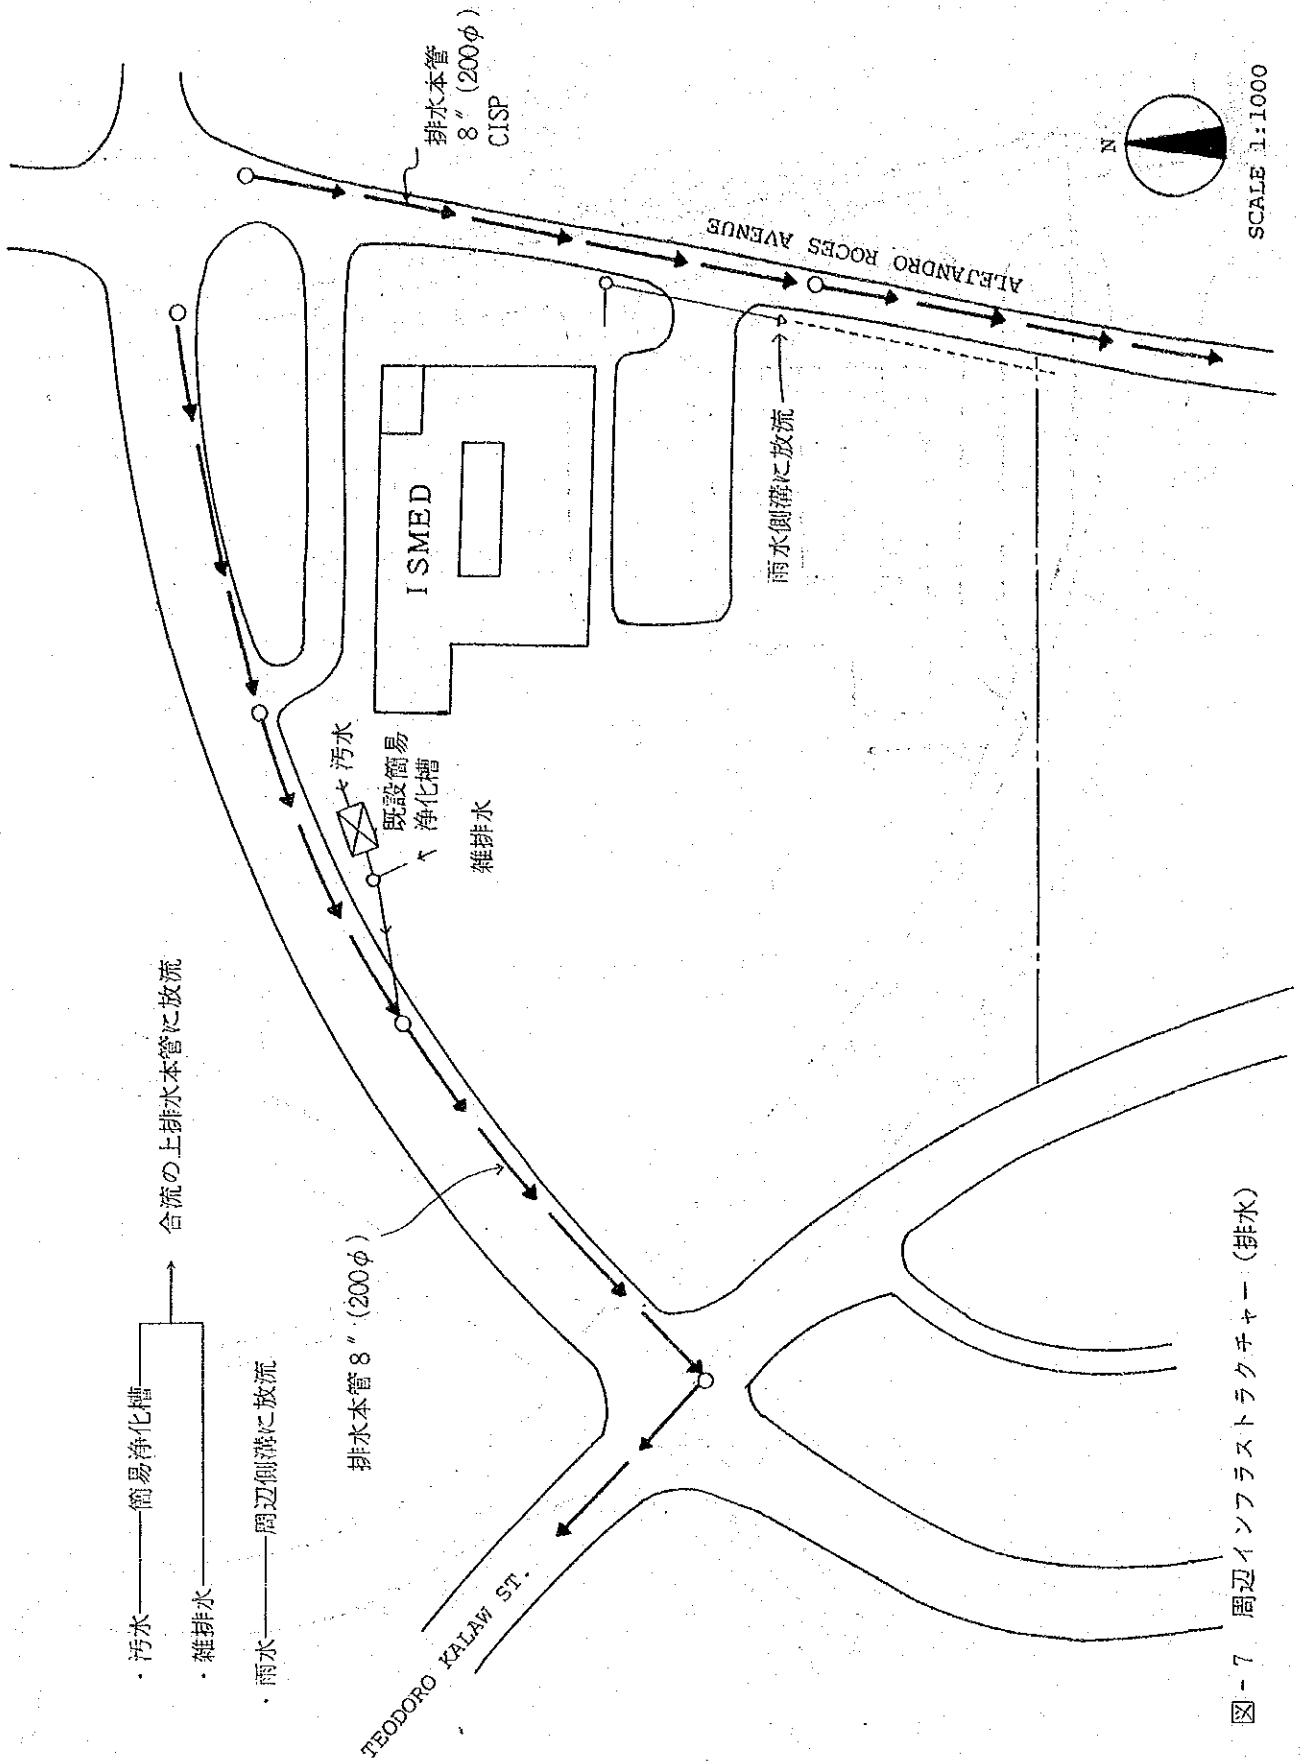 ・汚水――簡易浄化槽
・雑排水
合流の上排水本管に放流
・雨水――周辺側溝に放流
排水本管8″(200φ)
TEODORO KALAW ST.
汚水
既設簡易
浄化槽
雑排水
I SMED
排水本管
8″(200φ)
CISP
雨水側溝に放流
ALEJANDRO ROCES AVENUE
N
SCALE 1:1000
図-7 周辺インフラストラクチャー(排水)